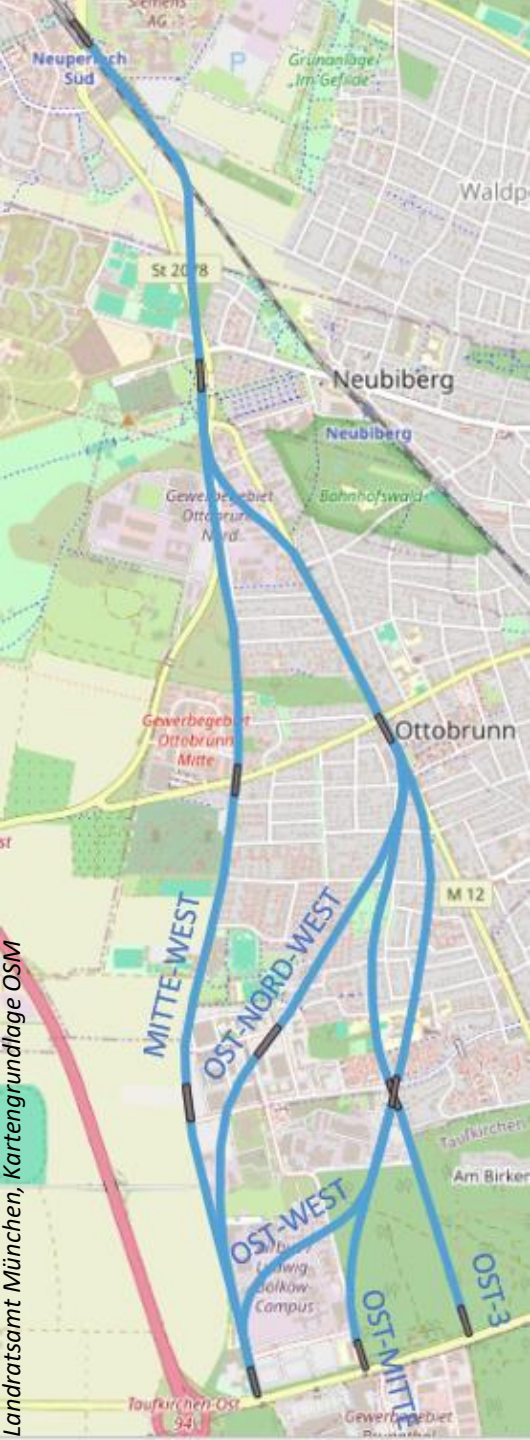 Siemens
AG
Neuperlach
Süd
P
Grünanlage
Im Gefilde
Waldp
St 2078
Neubiberg
Neubiberg
Gewerbegebiet
Ottobrunn
Nord
Bahnhofswald
Gewerbegebiet
Ottobrunn
Mitte
Ottobrunn
st
M 12
MITTE-WEST
OST-NORD-WEST
Landratsamt München, Kartengrundlage OSM
Taufkirchen
Am Birken
OST-WEST
Ludwig
Bölkow-
Campus
OST-3
OST-MITTE
Taufkirchen-Ost
94
Gewerbegebiet